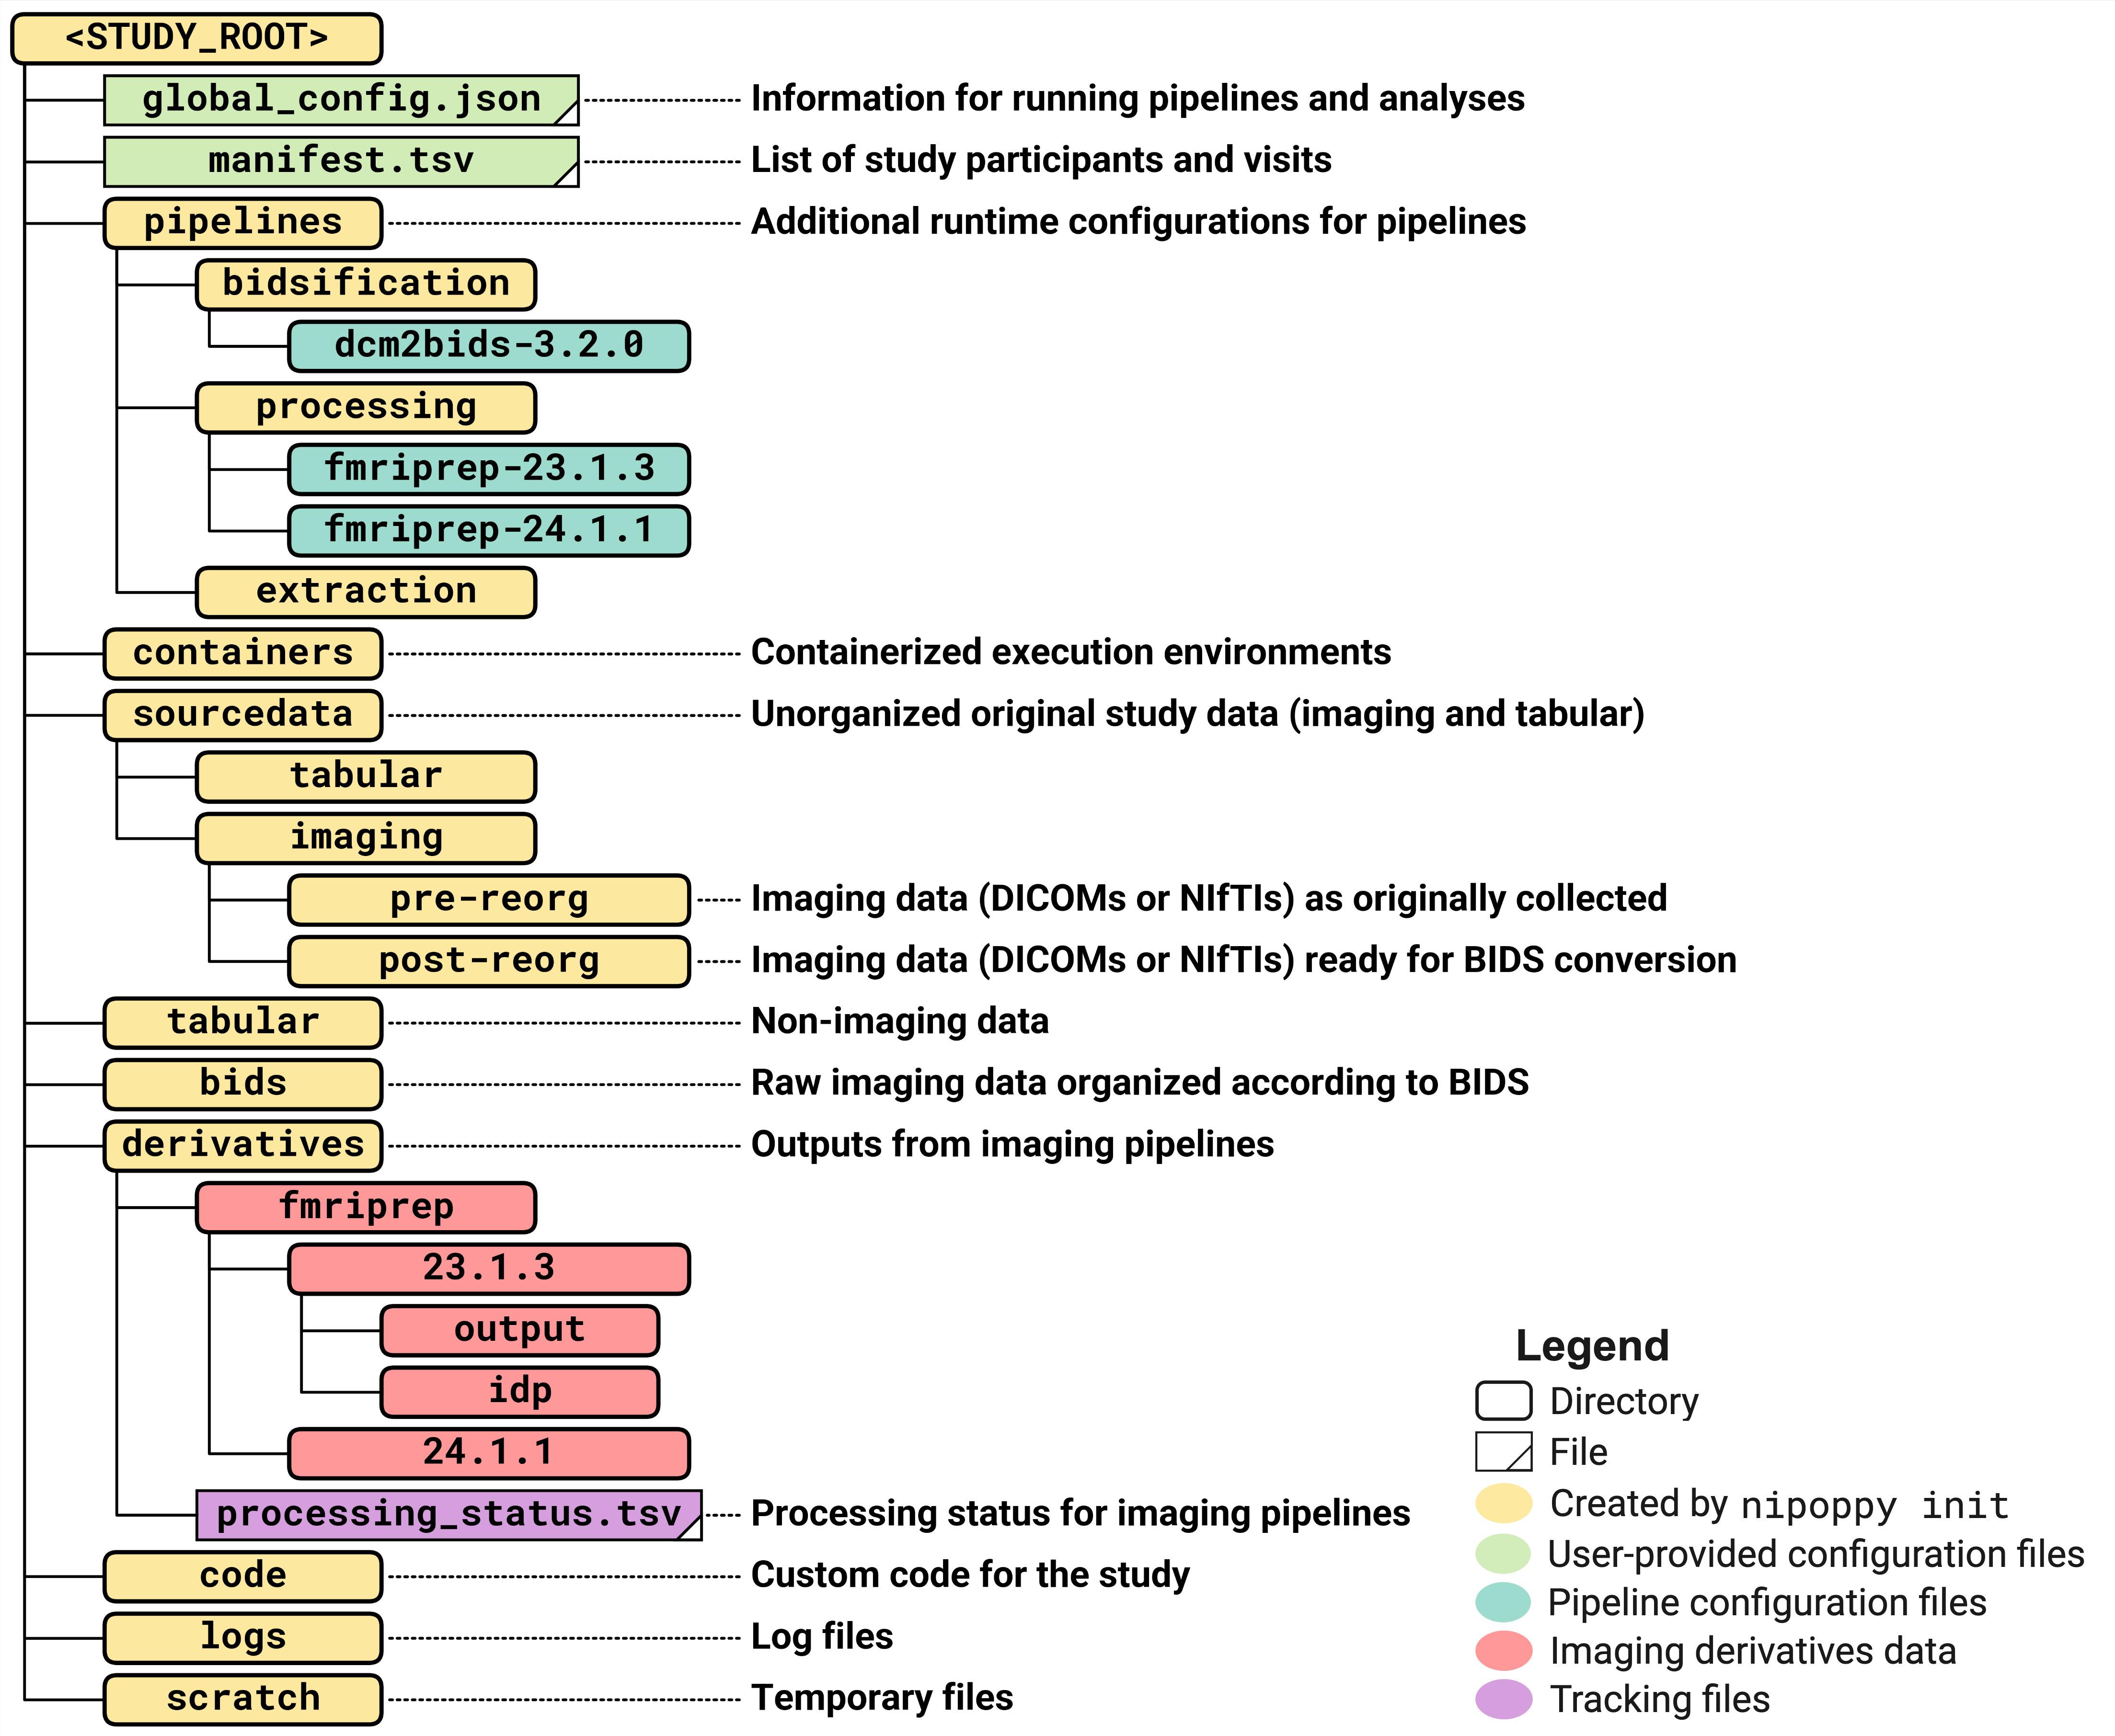 <STUDY_ROOT>
global_config.json Information for running pipelines and analyses
manifest.tsv List of study participants and visits
pipelines Additional runtime configurations for pipelines
bidsification
dcm2bids-3.2.0
processing
fmriprep-23.1.3
fmriprep-24.1.1
extraction
containers Containerized execution environments
sourcedata Unorganized original study data (imaging and tabular)
tabular
imaging
pre-reorg Imaging data (DICOMs or NIfTIs) as originally collected
post-reorg Imaging data (DICOMs or NIfTIs) ready for BIDS conversion
tabular Non-imaging data
bids Raw imaging data organized according to BIDS
derivatives Outputs from imaging pipelines
fmriprep
23.1.3
output
idp
24.1.1
processing_status.tsv Processing status for imaging pipelines
code Custom code for the study
logs Log files
scratch Temporary files
Legend
Directory
File
Created by nipoppy init
User-provided configuration files
Pipeline configuration files
Imaging derivatives data
Tracking files